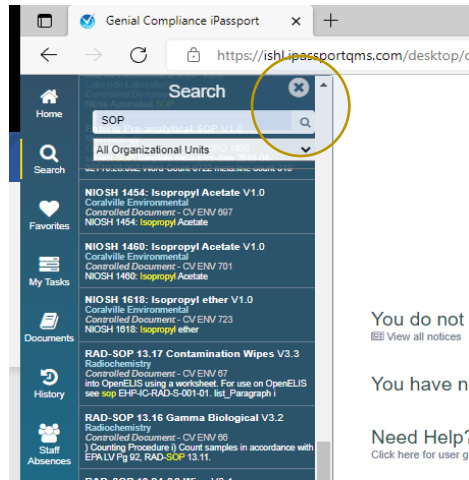 Genial Compliance iPassport
https://ishl.ipassportqms.com/desktop/
Search
SOP
All Organizational Units
NIOSH 1454: Isopropyl Acetate V1.0
Coralville Environmental
Controlled Document - CV ENV 697
NIOSH 1454: Isopropyl Acetate
NIOSH 1460: Isopropyl Acetate V1.0
Coralville Environmental
Controlled Document - CV ENV 701
NIOSH 1460: Isopropyl Acetate
NIOSH 1618: Isopropyl ether V1.0
Coralville Environmental
Controlled Document - CV ENV 723
NIOSH 1618: Isopropyl ether
RAD-SOP 13.17 Contamination Wipes V3.3
Radiochemistry
Controlled Document - CV ENV 67
into OpenELIS using a worksheet. For use on OpenELIS
see sop EHP-IC-RAD-S-001-01. list_Paragraph i
RAD-SOP 13.16 Gamma Biological V3.2
Radiochemistry
Controlled Document - CV ENV 66
) Counting Procedure i) Count samples in accordance with
EPA LV Pg 92, RAD-SOP 13.11.
Home
Search
Favorites
My Tasks
Documents
History
Staff
Absences
You do not
View all notices
You have n
Need Help?
Click here for user g